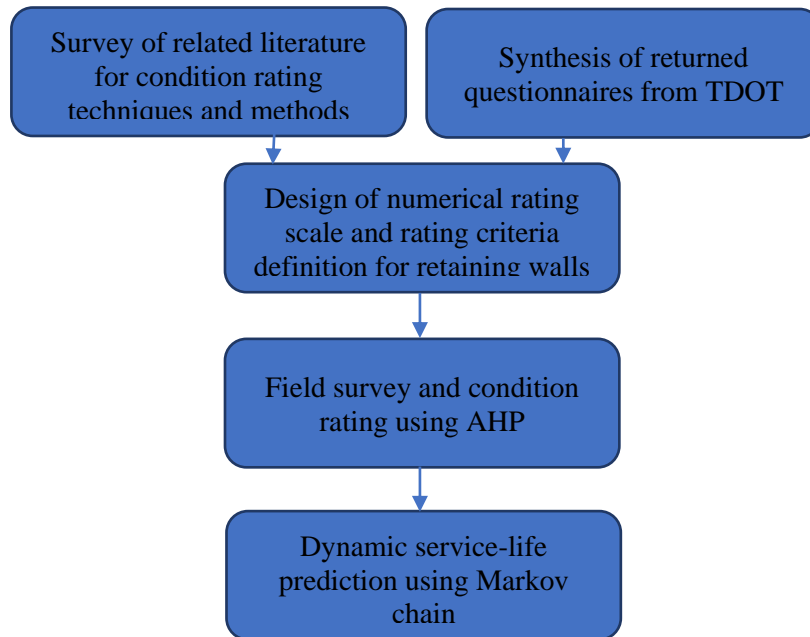 Survey of related literature
for condition rating
techniques and methods
Synthesis of returned
questionnaires from TDOT
Design of numerical rating
scale and rating criteria
definition for retaining walls
Field survey and condition
rating using AHP
Dynamic service-life
prediction using Markov
chain